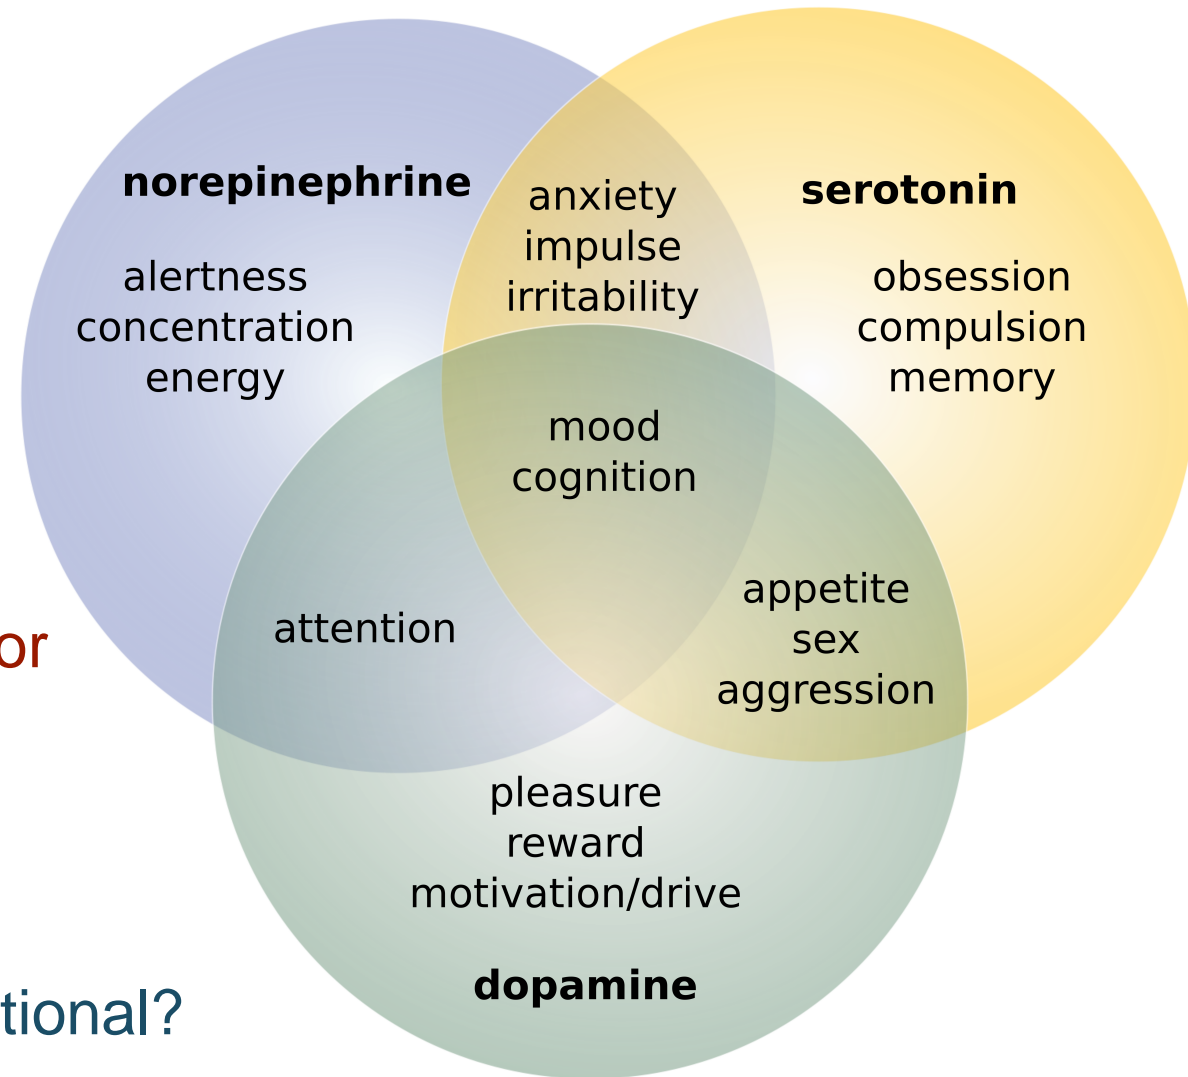 norepinephrine
alertness
concentration
energy
anxiety
impulse
irritability
serotonin
obsession
compulsion
memory
mood
cognition
attention
appetite
sex
aggression
pleasure
reward
motivation/drive
dopamine
or
tional?